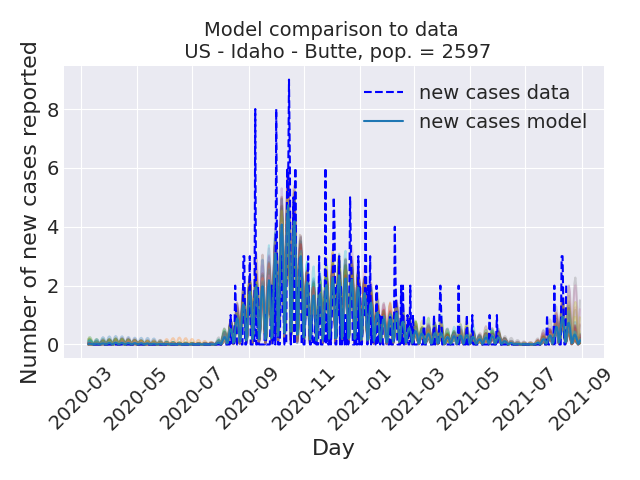 Model comparison to data
US - Idaho - Butte, pop. = 2597
Number of new cases reported
8
6
4
2
0
new cases data
new cases model
2020-03
2020-05
2020-07
2020-09
2020-11
2021-01
2021-03
2021-05
2021-07
2021-09
Day